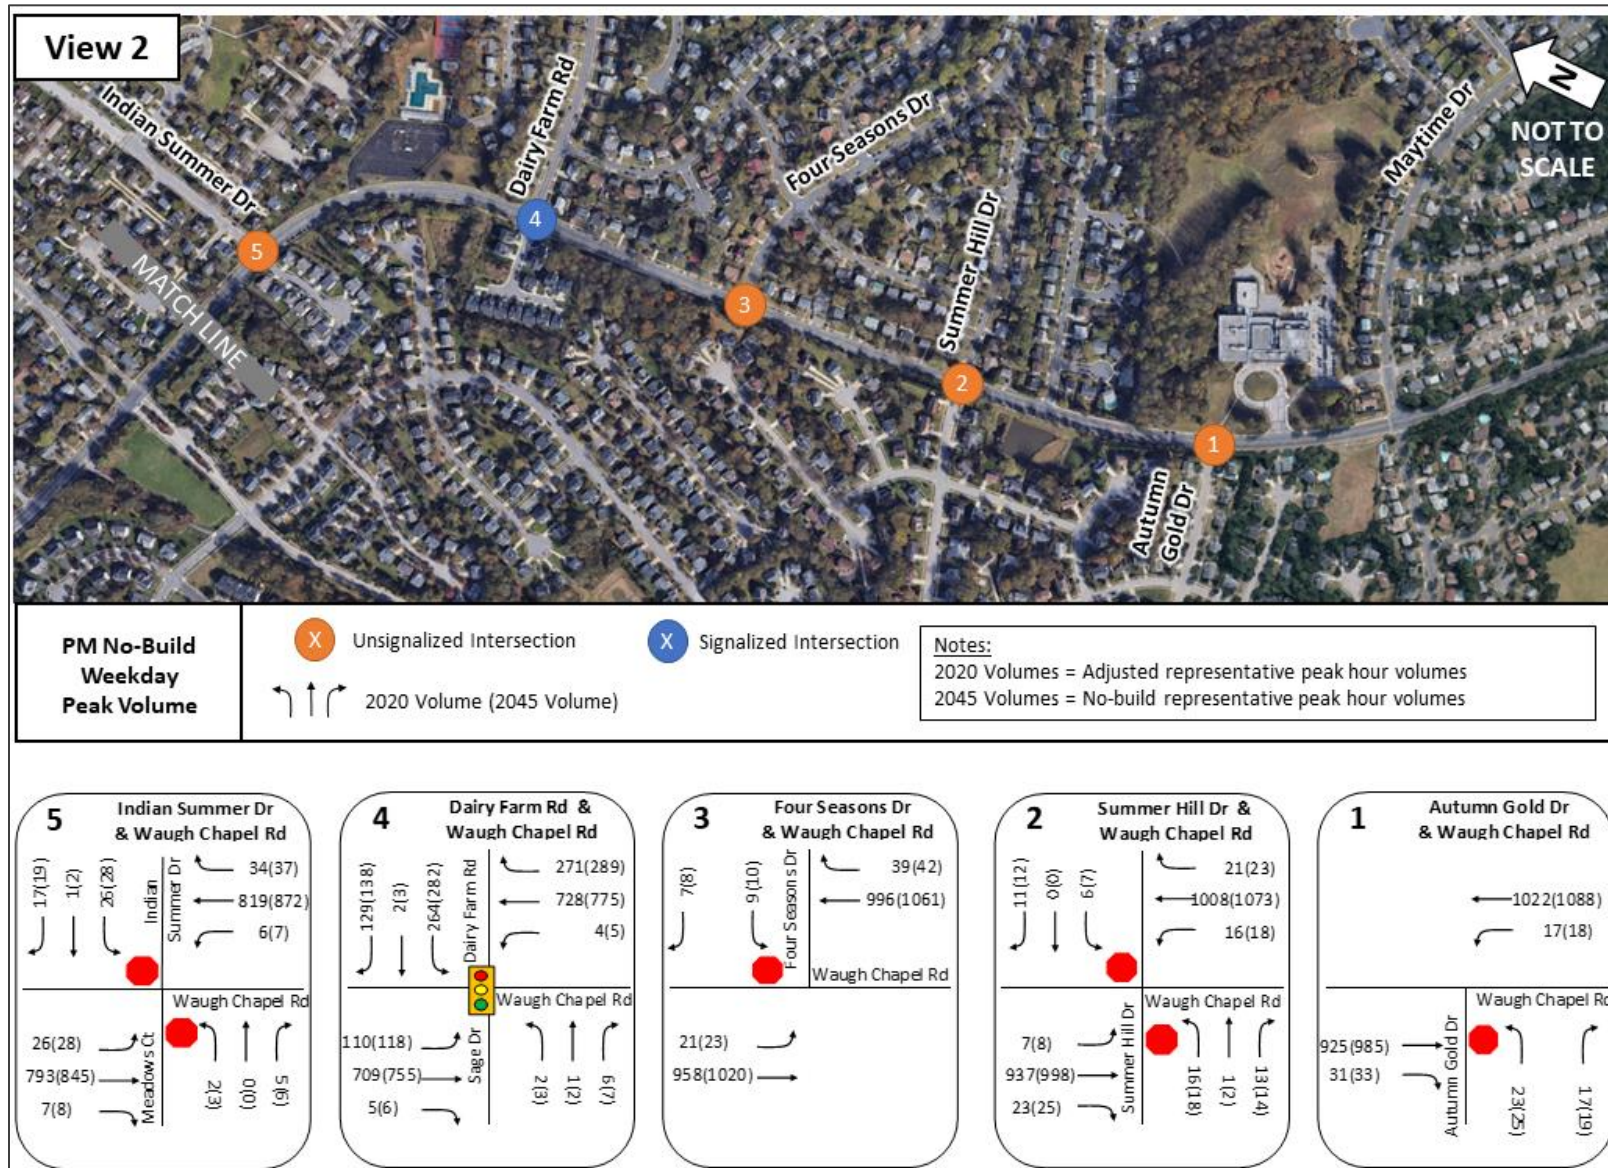 View 2
Indian Summer Dr
Dairy Farm Rd
Four Seasons Dr
Summer Hill Dr
Maytime Dr
N
NOT TO
SCALE
MATCH LINE
5
4
3
2
1
Autumn
Gold Dr
PM No-Build
Weekday
Peak Volume
X Unsignalized Intersection
X Signalized Intersection
2020 Volume (2045 Volume)
Notes:
2020 Volumes = Adjusted representative peak hour volumes
2045 Volumes = No-build representative peak hour volumes
5
Indian Summer Dr
& Waugh Chapel Rd
17(19)
1(2)
26(28)
Indian
Summer Dr
34(37)
819(872)
6(7)
Waugh Chapel Rd
26(28)
793(845)
7(8)
Meadows Ct
2(3)
0(0)
5(6)
4
Dairy Farm Rd &
Waugh Chapel Rd
129(138)
2(3)
264(282)
Dairy Farm Rd
271(289)
728(775)
4(5)
Waugh Chapel Rd
110(118)
709(755)
5(6)
Sage Dr
2(3)
1(2)
6(7)
3
Four Seasons Dr
& Waugh Chapel Rd
7(8)
9(10)
Four Seasons Dr
39(42)
996(1061)
Waugh Chapel Rd
21(23)
958(1020)
2
Summer Hill Dr &
Waugh Chapel Rd
11(12)
0(0)
6(7)
21(23)
1008(1073)
16(18)
Waugh Chapel Rd
7(8)
937(998)
23(25)
Summer Hill Dr
16(18)
1(2)
13(14)
1
Autumn Gold Dr
& Waugh Chapel Rd
1022(1088)
17(18)
Waugh Chapel Rd
925(985)
31(33)
Autumn Gold Dr
23(25)
17(19)